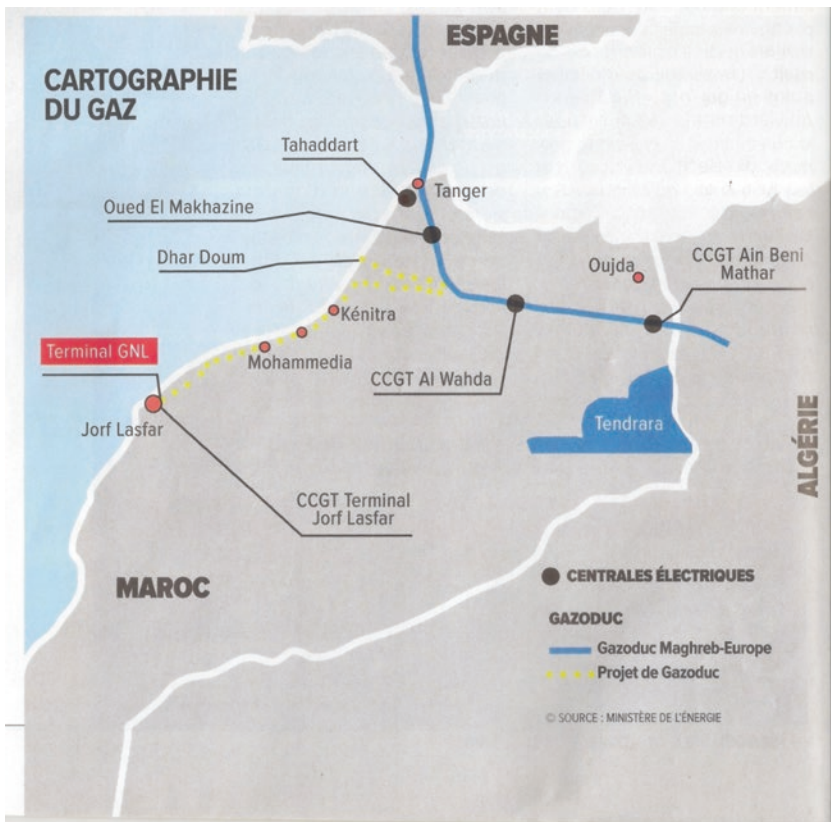 ESPAGNE
CARTOGRAPHIE
DU GAZ
Tahaddart
Tanger
Oued El Makhazine
Dhar Doum
Oujda
CCGT Ain Beni
Mathar
Kénitra
Terminal GNL
Mohammedia
CCGT Al Wahda
Jorf Lasfar
Tendrara
ALGÉRIE
CCGT Terminal
Jorf Lasfar
MAROC
CENTRALES ÉLECTRIQUES
GAZODUC
Gazoduc Maghreb-Europe
Projet de Gazoduc
© SOURCE : MINISTÈRE DE L'ÉNERGIE